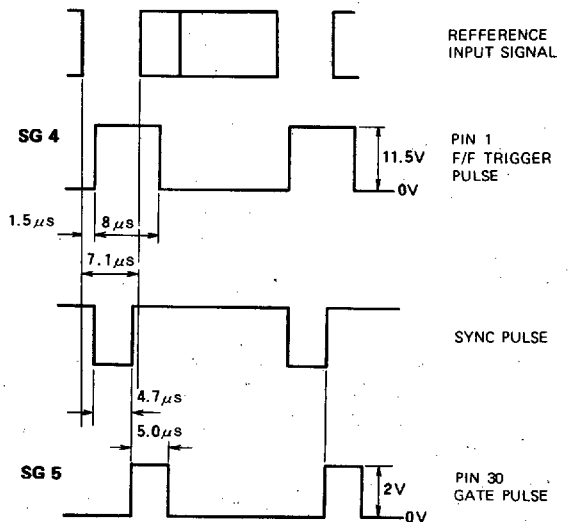 REFFERENCE
INPUT SIGNAL
SG 4
PIN 1
F/F TRIGGER
PULSE
11.5V
0V
1.5μs
8μs
7.1μs
SYNC PULSE
4.7μs
5.0μs
SG 5
PIN 30
GATE PULSE
2V
0V